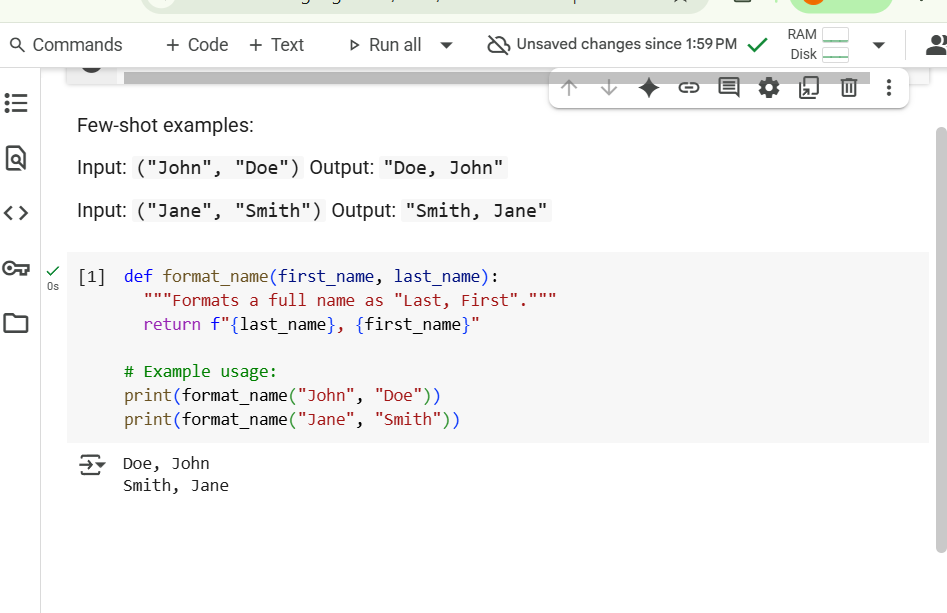 Commands + Code + Text Run all Unsaved changes since 1:59 PM RAM
Disk
Few-shot examples:
Input: ("John", "Doe") Output: "Doe, John"
Input: ("Jane", "Smith") Output: "Smith, Jane"
0s
[1] def format_name(first_name, last_name):
"""Formats a full name as "Last, First"."""
return f"{last_name}, {first_name}"
# Example usage:
print(format_name("John", "Doe"))
print(format_name("Jane", "Smith"))
Doe, John
Smith, Jane